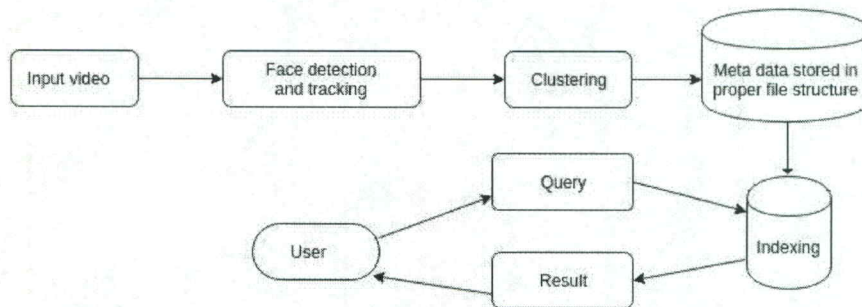 Input video
Face detection
and tracking
Clustering
Meta data stored in
proper file structure
Query
User
Indexing
Result